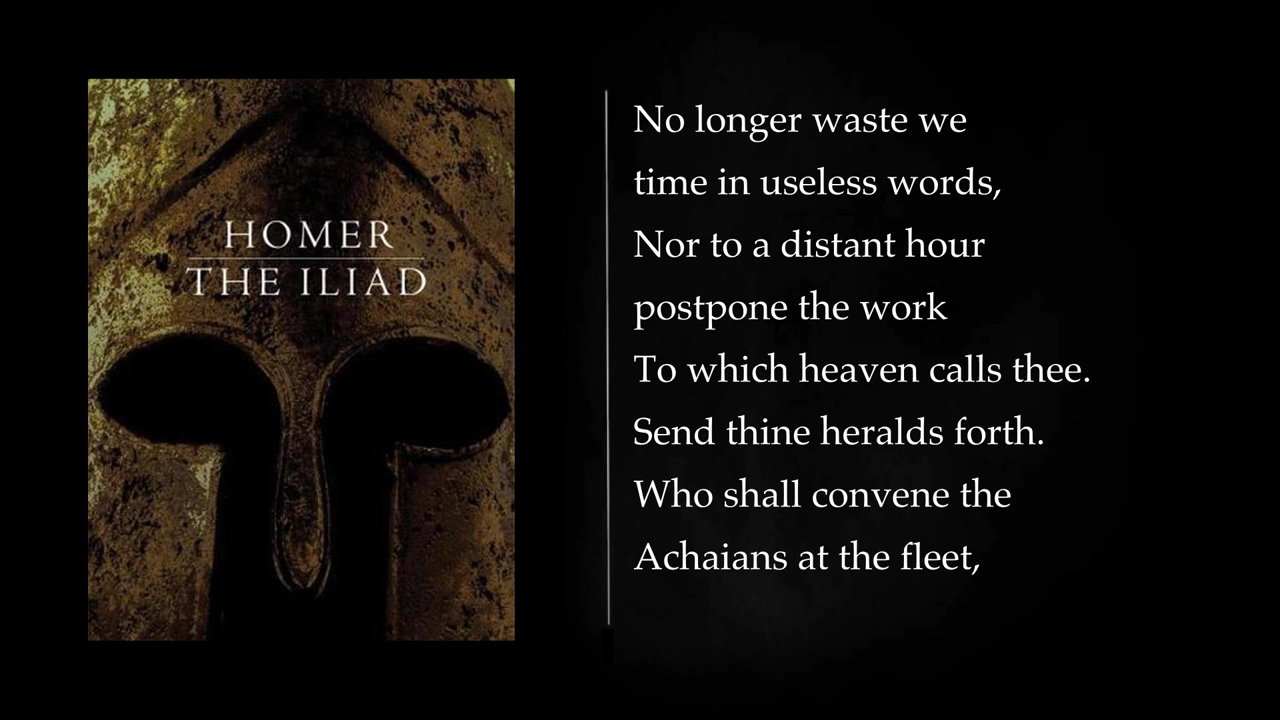 HOMER
THE ILIAD
No longer waste we
time in useless words,
Nor to a distant hour
postpone the work
To which heaven calls thee.
Send thine heralds forth.
Who shall convene the
Achaians at the fleet,